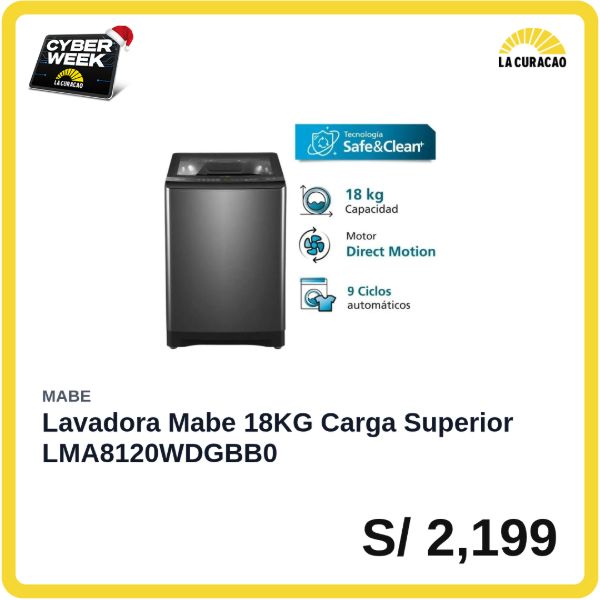 CYBER
WEEK
LA CURACAO
LA CURACAO
Tecnología
Safe&Clean+
18 kg
Capacidad
Motor
Direct Motion
9 Ciclos
automáticos
MABE
Lavadora Mabe 18KG Carga Superior
LMA8120WDGBB0
S/ 2,199